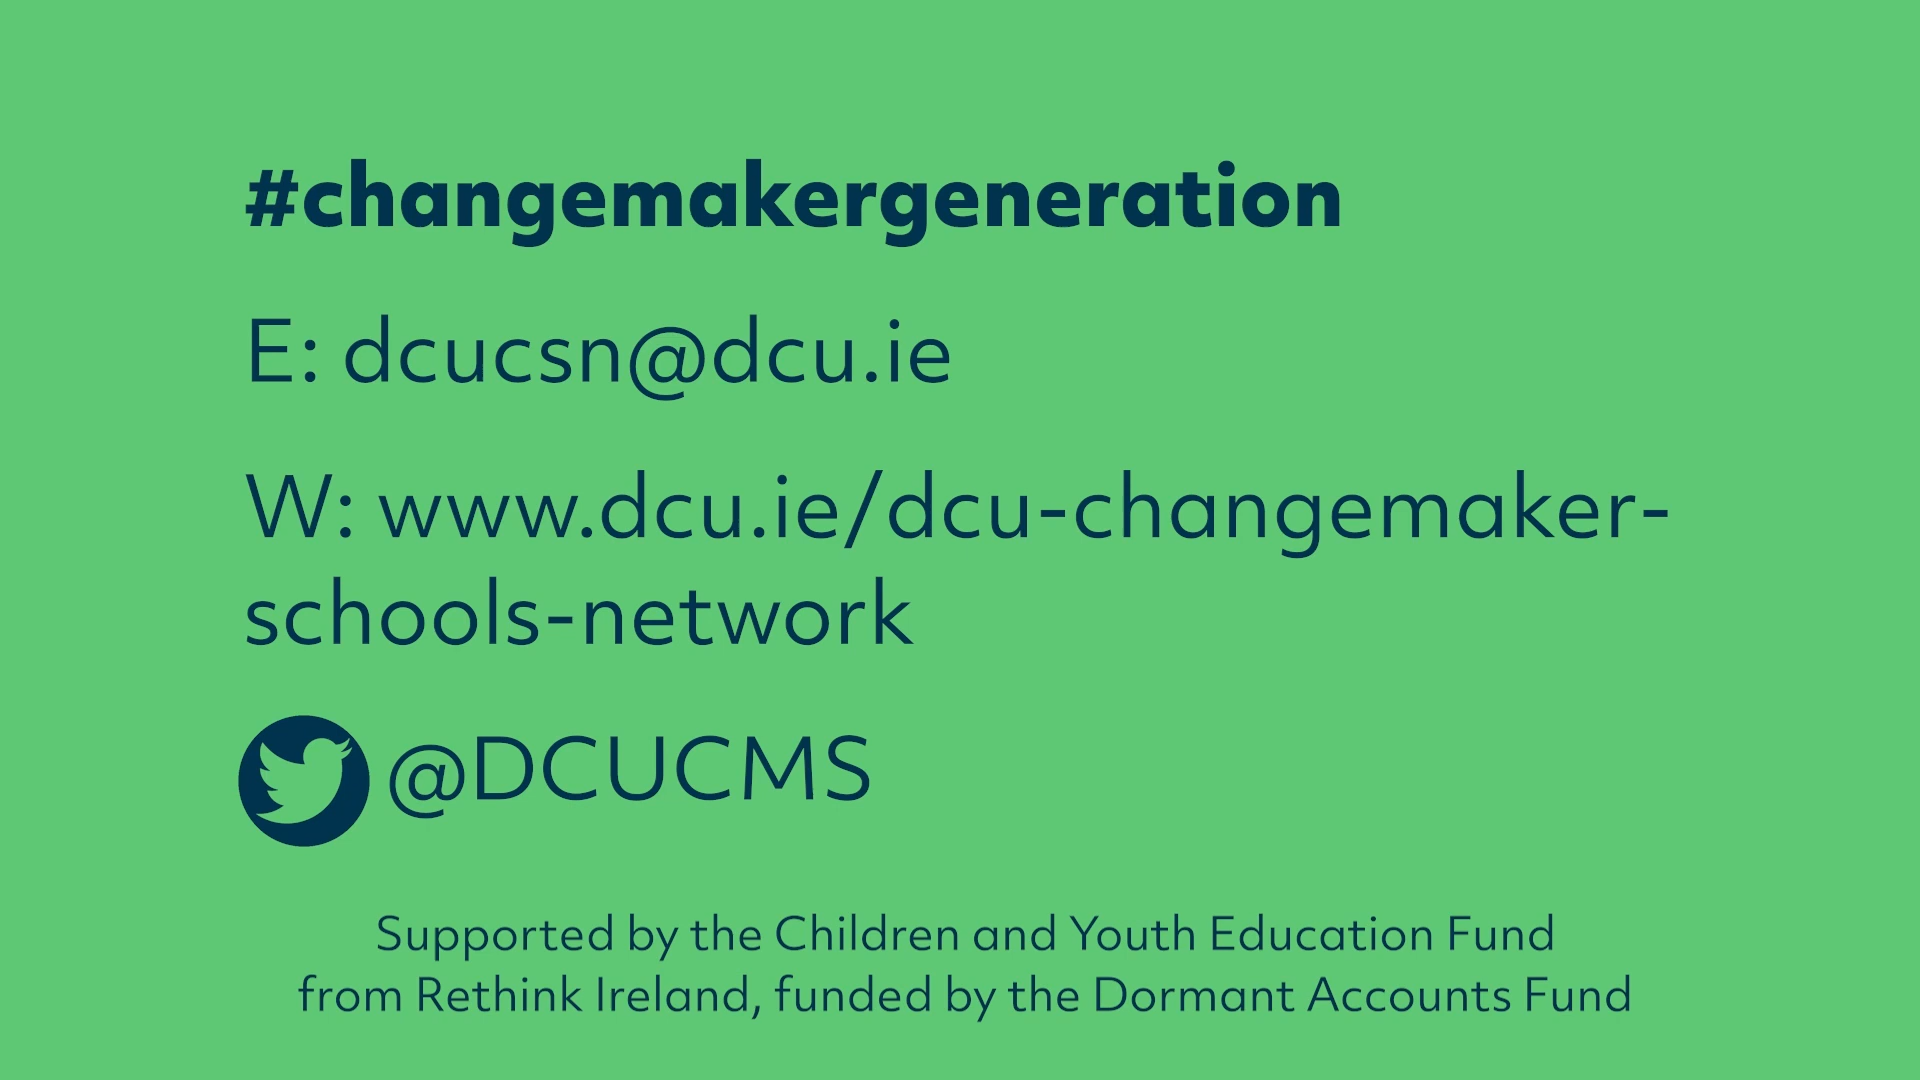 #changemakergeneration
E: dcucsn@dcu.ie
W: www.dcu.ie/dcu-changemaker-
schools-network
@DCUCMS
Supported by the Children and Youth Education Fund
from Rethink Ireland, funded by the Dormant Accounts Fund